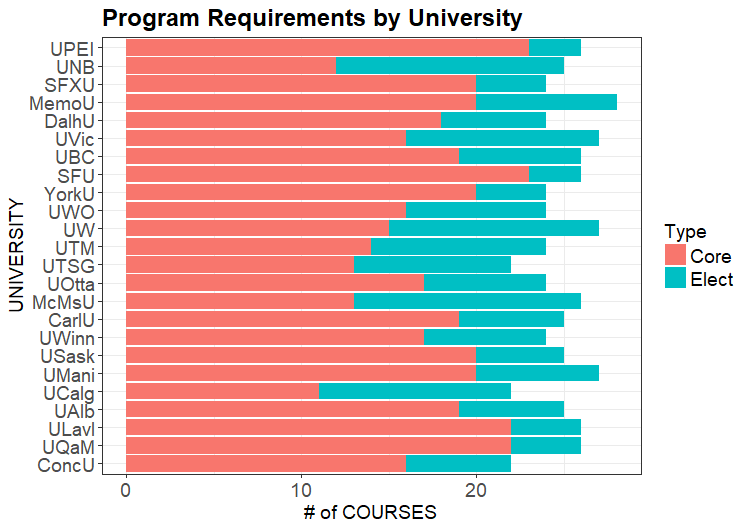 Program Requirements by University
UPEI
UNB
SFXU
MemoU
DalhU
UVic
UBC
SFU
YorkU
UWO
UW
UTM
UTSG
UOtta
McMsU
CarlU
UWinn
USask
UMani
UCalg
UAlb
ULavl
UQaM
ConcU
UNIVERSITY
0 10 20
# of COURSES
Type
Core
Elect